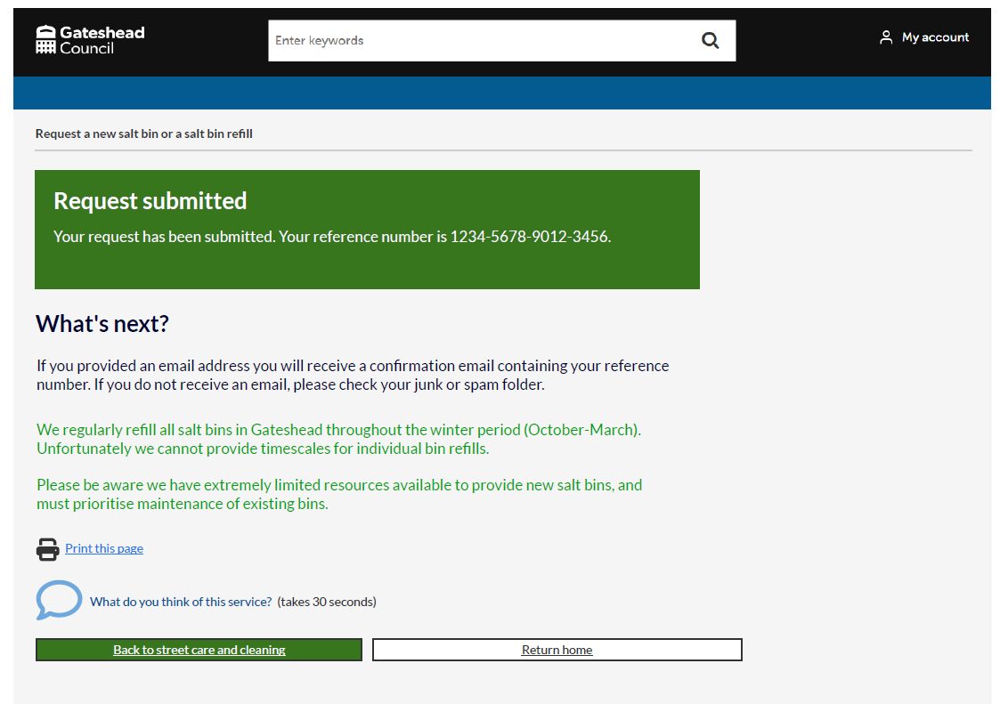 Gateshead
Council
Enter keywords
My account
Request a new salt bin or a salt bin refill
Request submitted
Your request has been submitted. Your reference number is 1234-5678-9012-3456.
What's next?
If you provided an email address you will receive a confirmation email containing your reference
number. If you do not receive an email, please check your junk or spam folder.
We regularly refill all salt bins in Gateshead throughout the winter period (October-March).
Unfortunately we cannot provide timescales for individual bin refills.
Please be aware we have extremely limited resources available to provide new salt bins, and
must prioritise maintenance of existing bins.
Print this page
What do you think of this service? (takes 30 seconds)
Back to street care and cleaning
Return home